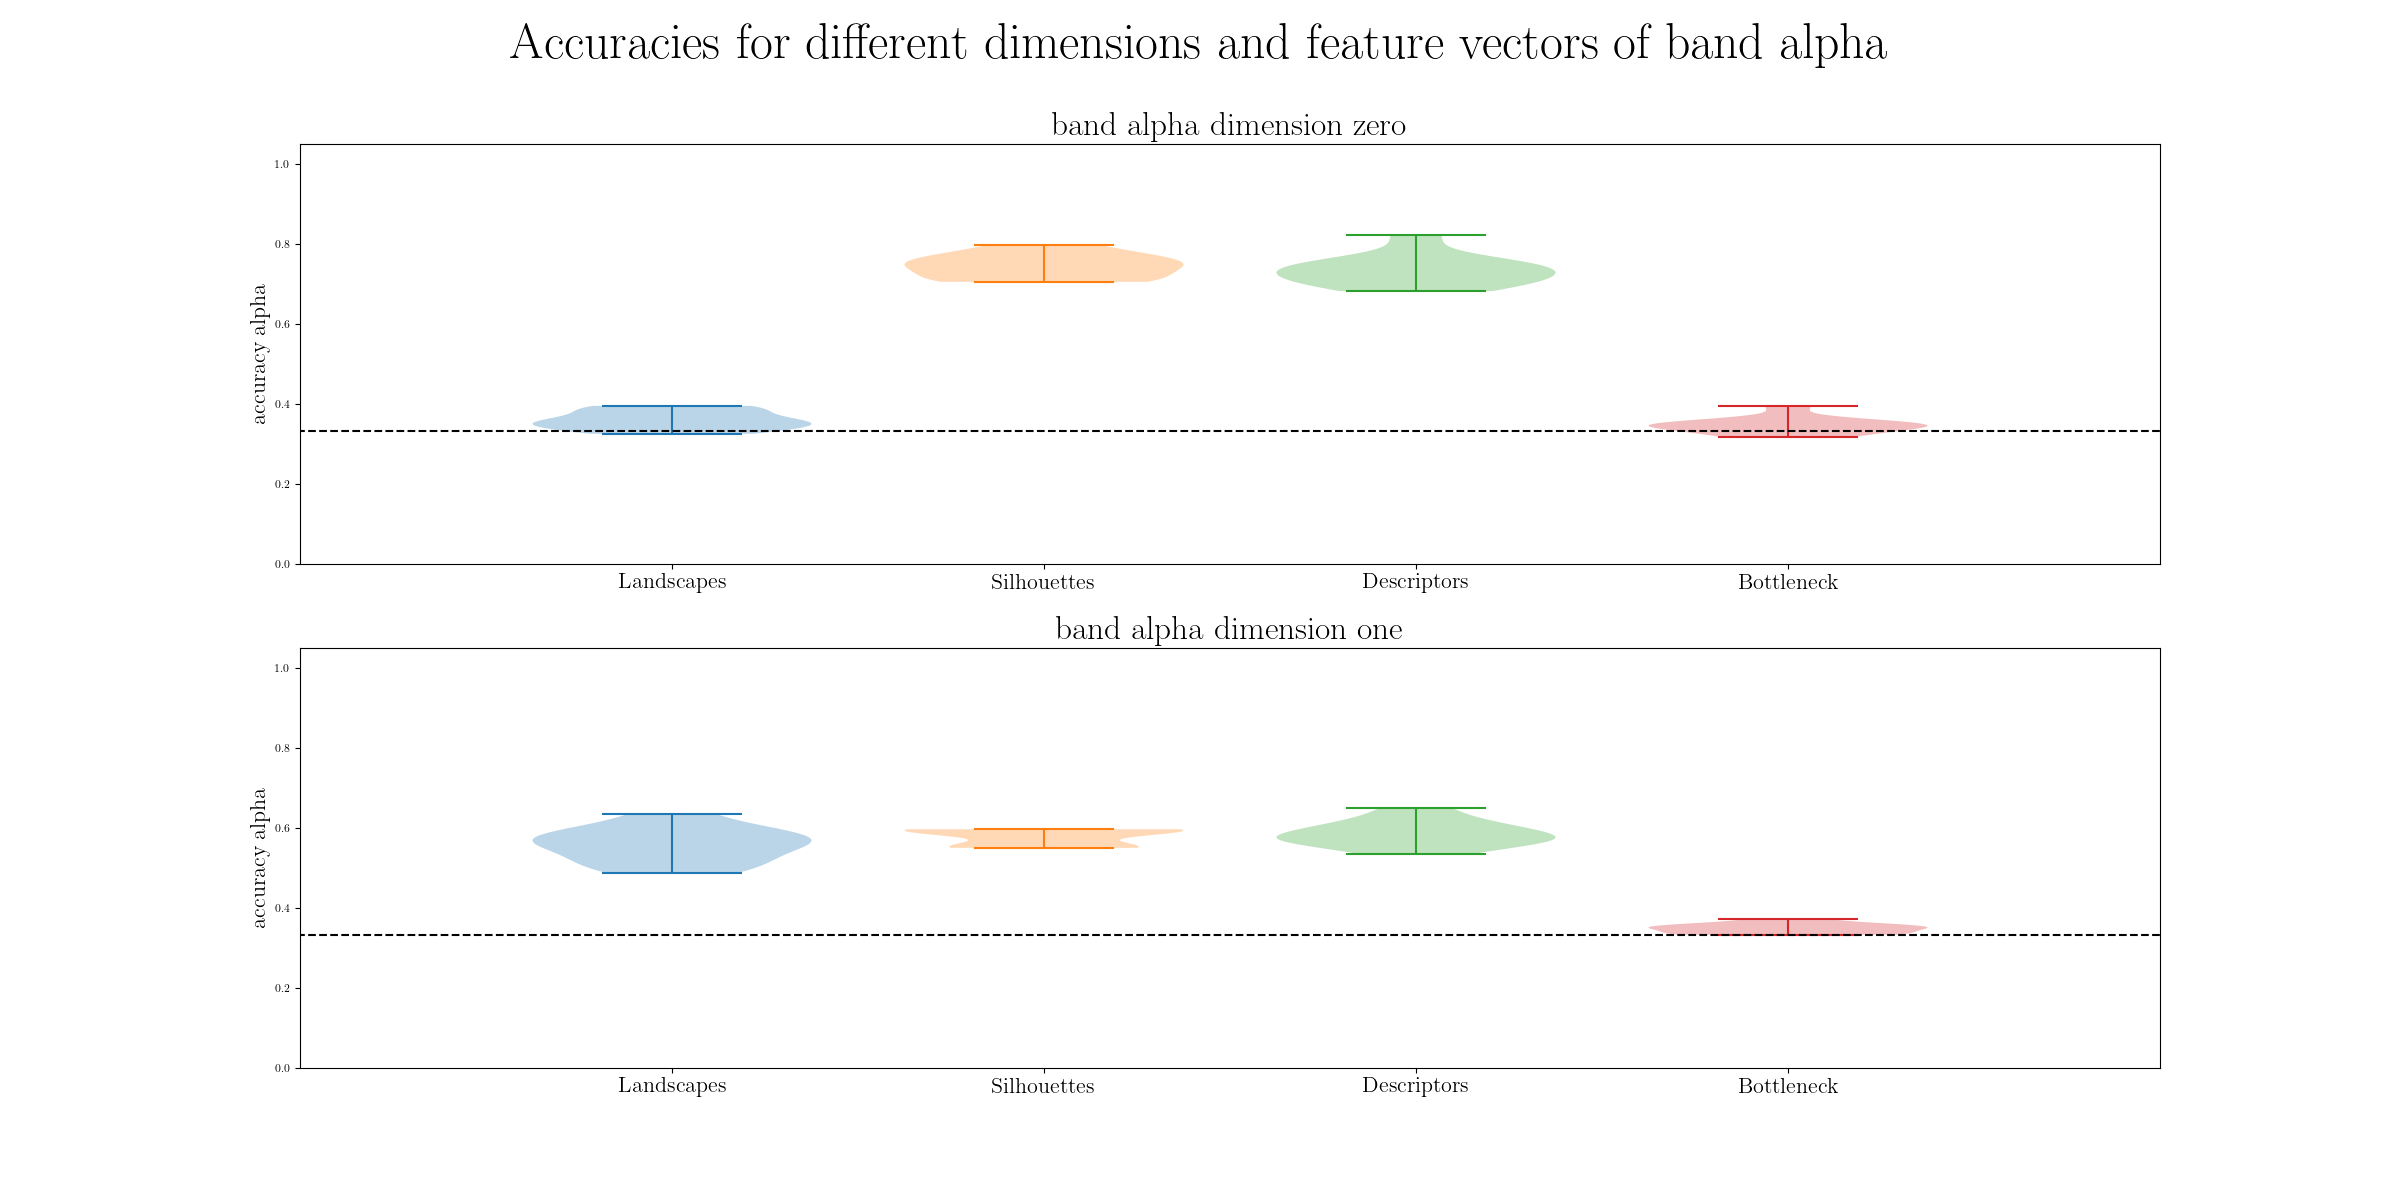 Accuracies for different dimensions and feature vectors of band alpha
band alpha dimension zero
accuracy alpha
1.0
0.8
0.6
0.4
0.2
0.0
Landscapes Silhouettes Descriptors Bottleneck
band alpha dimension one
accuracy alpha
1.0
0.8
0.6
0.4
0.2
0.0
Landscapes Silhouettes Descriptors Bottleneck